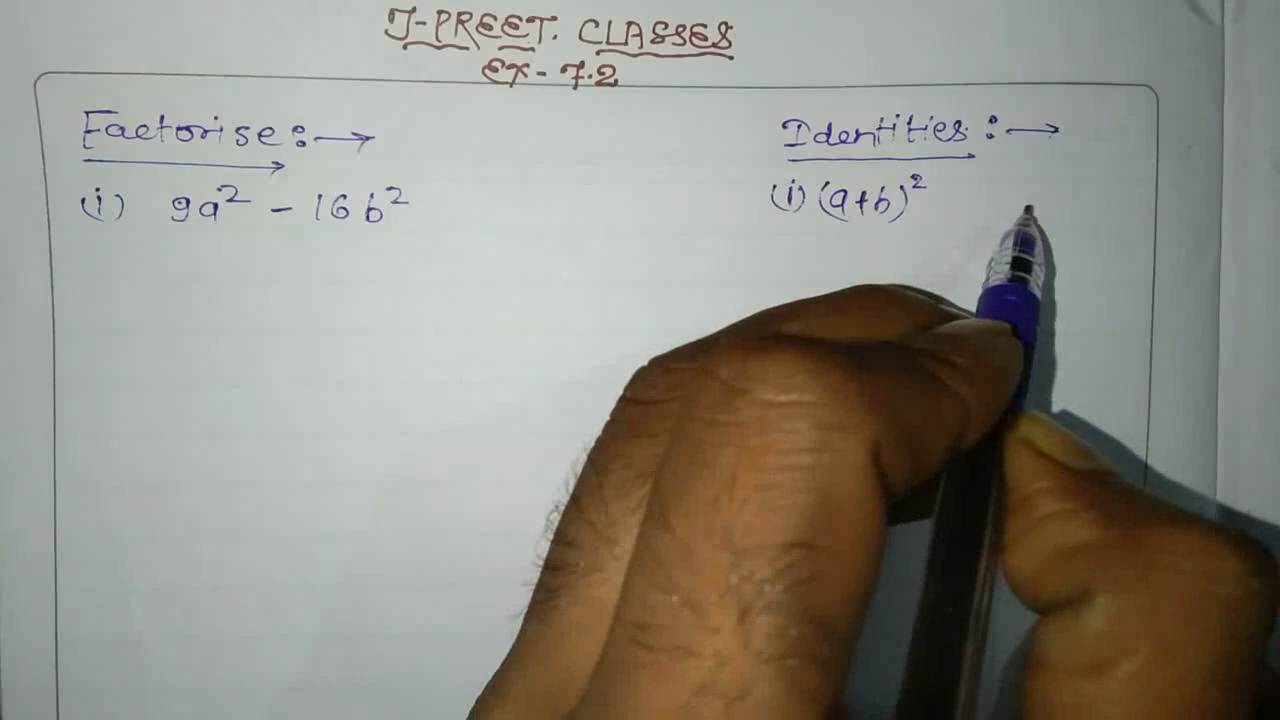 J-PREET. CLASSES
EX - 7.2
Factorise :→
(i) 9a² - 16b²
Identities :→
(i) (a+b)²